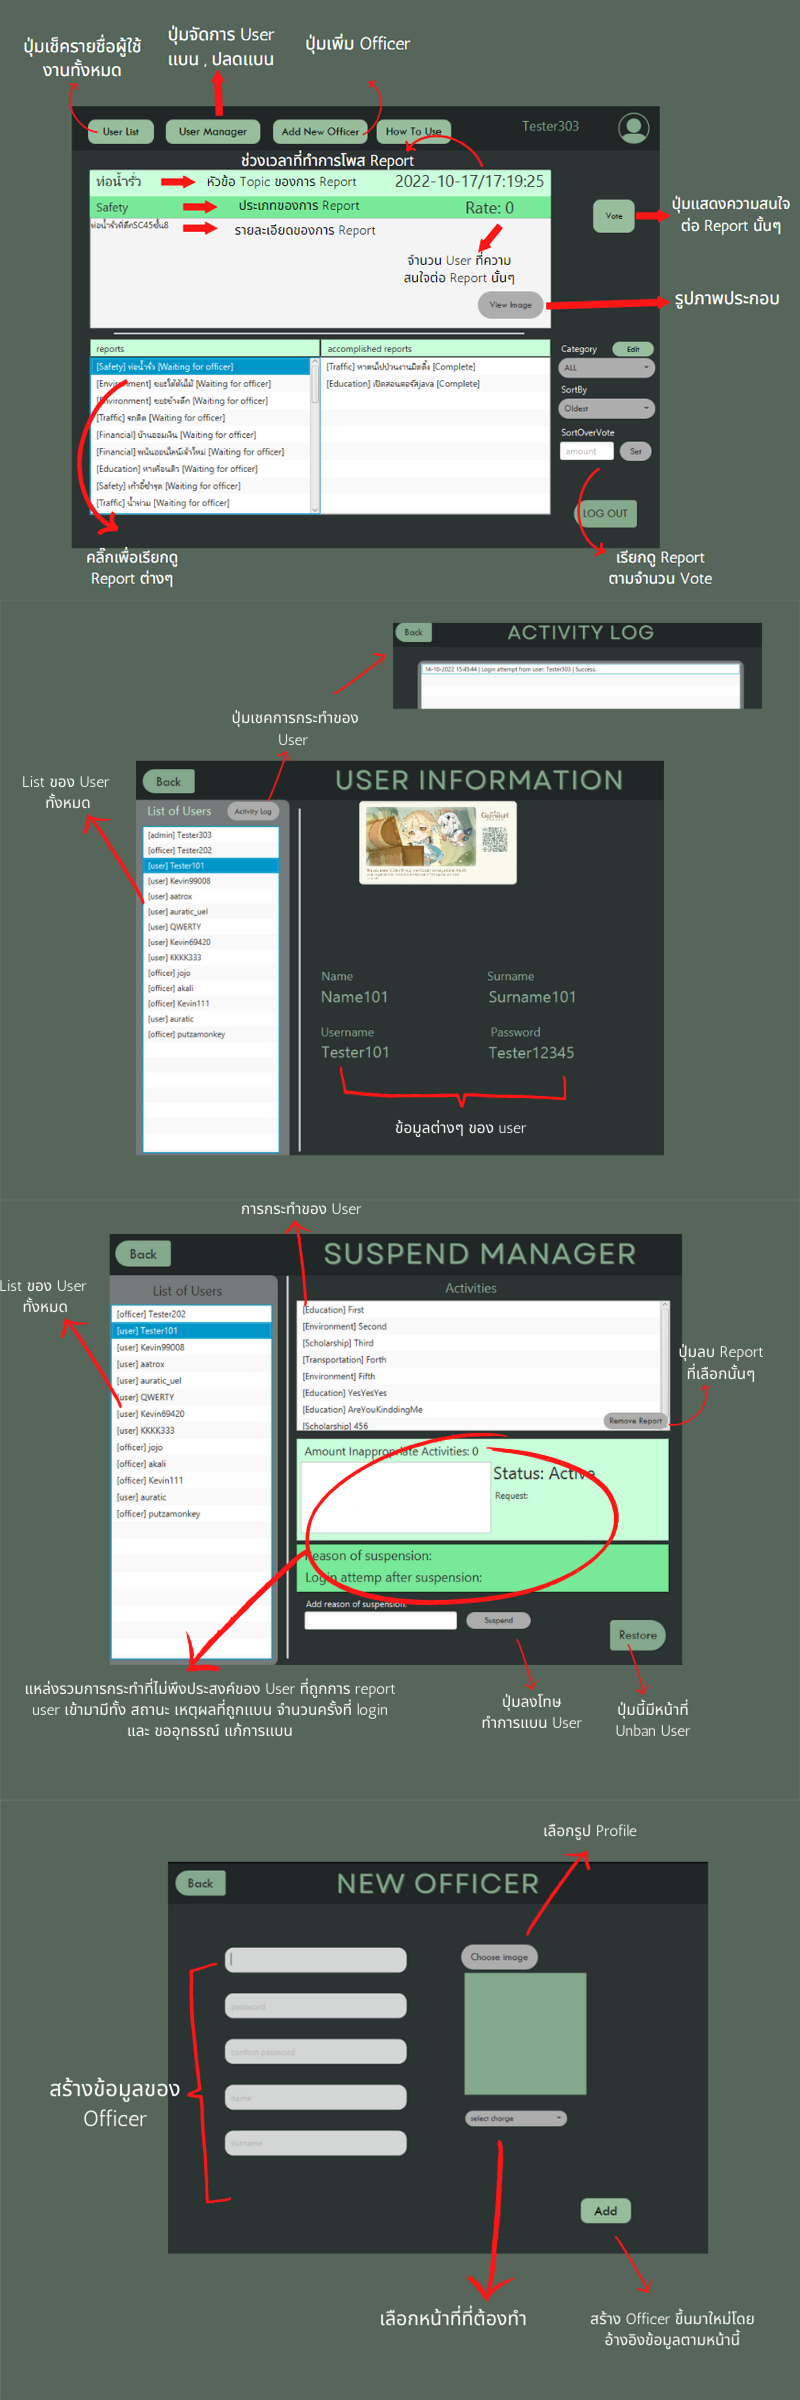 ปุ่มเช็ครายชื่อผู้ใช้
งานทั้งหมด
ปุ่มจัดการ User
แบน , ปลดแบน
ปุ่มเพิ่ม Officer
User List
User Manager
Add New Officer
How To Use
Tester303
ช่วงเวลาที่ทำการโพส Report
ท่อน้ำรั่ว
หัวข้อ Topic ของการ Report
2022-10-17/17:19:25
Safety
ประเภทของการ Report
Rate: 0
ท่อน้ำรั่วที่ตึกSC45ชั้น8
รายละเอียดของการ Report
จำนวน User ที่ความ
สนใจต่อ Report นั้นๆ
View Image
Vote
ปุ่มแสดงความสนใจ
ต่อ Report นั้นๆ
รูปภาพประกอบ
reports
accomplished reports
[Safety] ท่อน้ำรั่ว [Waiting for officer]
[Environment] ขยะใต้ต้นไม้ [Waiting for officer]
[Environment] ขยะข้างตึก [Waiting for officer]
[Traffic] รถติด [Waiting for officer]
[Financial] บ้านออมเงิน [Waiting for officer]
[Financial] พนันออนไลน์เจ้าใหม่ [Waiting for officer]
[Education] หาเพื่อนติว [Waiting for officer]
[Safety] เก้าอี้ชำรุด [Waiting for officer]
[Traffic] น้ำท่วม [Waiting for officer]
[Traffic] หาคนไปป่วนงานมิตติ้ง [Complete]
[Education] เปิดสอนคอร์สjava [Complete]
Category
Edit
ALL
SortBy
Oldest
SortOverVote
amount
Set
LOG OUT
คลิ๊กเพื่อเรียกดู
Report ต่างๆ
เรียกดู Report
ตามจำนวน Vote
Back
ACTIVITY LOG
14-10-2022 15:45:44 | Login attempt from user: Tester303 | Success.
ปุ่มเชคการกระทำของ
User
List ของ User
ทั้งหมด
Back
USER INFORMATION
List of Users
Activity Log
[admin] Tester303
[officer] Tester202
[user] Tester101
[user] Kevin99008
[user] aatrox
[user] auratic_uel
[user] QWERTY
[user] Kevin69420
[user] KKKK333
[officer] jojo
[officer] akali
[officer] Kevin111
[user] auratic
[officer] putzamonkey
Genshin
Name
Surname
Name101
Surname101
Username
Password
Tester101
Tester12345
ข้อมูลต่างๆ ของ user
การกระทำของ User
Back
SUSPEND MANAGER
List ของ User
ทั้งหมด
List of Users
Activities
[officer] Tester202
[user] Tester101
[user] Kevin99008
[user] aatrox
[user] auratic_uel
[user] QWERTY
[user] Kevin69420
[user] KKKK333
[officer] jojo
[officer] akali
[officer] Kevin111
[user] auratic
[officer] putzamonkey
[Education] First
[Environment] Second
[Scholarship] Third
[Transportation] Forth
[Environment] Fifth
[Education] YesYesYes
[Education] AreYouKinddingMe
[Scholarship] 456
Remove Report
ปุ่มลบ Report
ที่เลือกนั้นๆ
Amount Inappropriate Activities: 0
Status: Active
Request:
Reason of suspension:
Login attemp after suspension:
Add reason of suspension:
Suspend
Restore
แหล่งรวมการกระทำที่ไม่พึงประสงค์ของ User ที่ถูกการ report
user เข้ามามีทั้ง สถานะ เหตุผลที่ถูกแบน จำนวนครั้งที่ login
และ ขออุทธรณ์ แก้การแบน
ปุ่มลงโทษ
ทำการแบน User
ปุ่มนี้มีหน้าที่
Unban User
เลือกรูป Profile
Back
NEW OFFICER
Choose image
password
confirm password
name
surname
select charge
สร้างข้อมูลของ
Officer
Add
เลือกหน้าที่ที่ต้องทำ
สร้าง Officer ขึ้นมาใหม่โดย
อ้างอิงข้อมูลตามหน้านี้